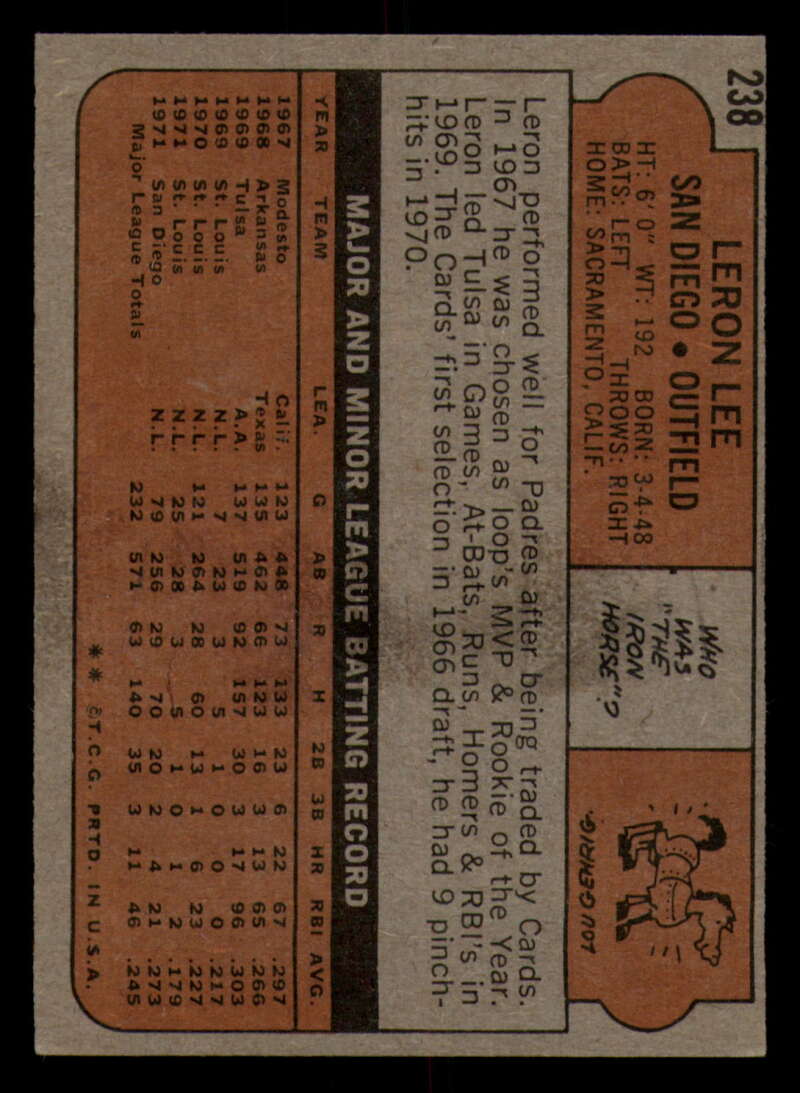 238
LERON LEE
SAN DIEGO • OUTFIELD
HT: 6' 0" WT: 192 BORN: 3-4-48
BATS: LEFT THROWS: RIGHT
HOME: SACRAMENTO, CALIF.
WHO
WAS
"THE
IRON
HORSE"?
LOU GEHRIG.
Leron performed well for Padres after being traded by Cards.
In 1967 he was chosen as loop's MVP & Rookie of the Year.
Leron led Tulsa in Games, At-Bats, Runs, Homers & RBI's in
1969. The Cards' first selection in 1966 draft, he had 9 pinch-
hits in 1970.
MAJOR AND MINOR LEAGUE BATTING RECORD
YEAR TEAM LEA. G AB R H 2B 3B HR RBI AVG.
1967 Modesto Calif. 123 448 73 133 23 6 22 67 .297
1968 Arkansas Texas 135 462 66 123 16 3 13 65 .266
1969 Tulsa A.A. 137 519 92 157 30 3 17 96 .303
1969 St. Louis N.L. 7 23 3 5 1 0 0 0 .217
1970 St. Louis N.L. 121 264 28 60 13 1 6 23 .227
1971 St. Louis N.L. 25 28 3 5 1 0 1 2 .179
1971 San Diego N.L. 79 256 29 70 20 2 4 21 .273
Major League Totals 232 571 63 140 35 3 11 46 .245
** ©T.C.G. PRTD. IN U.S.A.